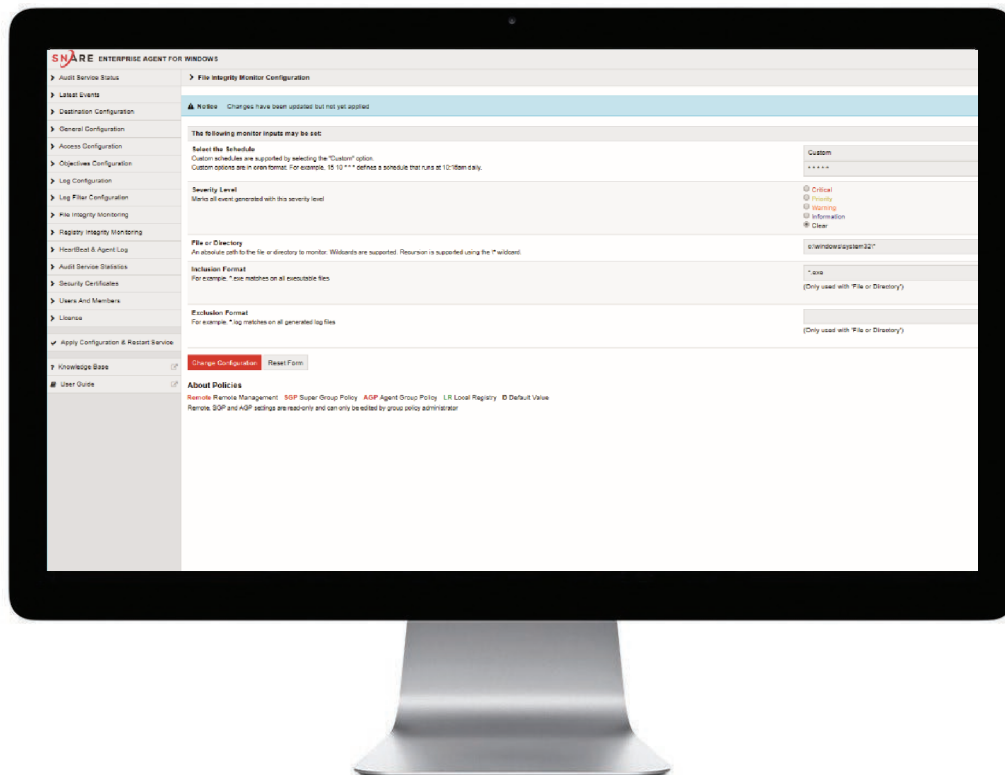 SNARE ENTERPRISE AGENT FOR WINDOWS
Audit Service Status
Latest Events
Destination Configuration
General Configuration
Access Configuration
Objectives Configuration
Log Configuration
Log Filter Configuration
File Integrity Monitoring
Registry Integrity Monitoring
HeartBeat & Agent Log
Audit Service Statistics
Security Certificates
Users And Members
License
Apply Configuration & Restart Service
Knowledge Base
User Guide
File Integrity Monitor Configuration
Notice Changes have been updated but not yet applied
The following monitor inputs may be set:
Select the Schedule
Custom schedules are supported by selecting the "Custom" option.
Custom options are in cron format. For example, 15 10 * * * defines a schedule that runs at 10:15am daily.
Custom
* * * * *
Severity Level
Marks all event generated with this severity level
Critical
Priority
Warning
Information
Clear
File or Directory
An absolute path to the file or directory to monitor. Wildcards are supported. Recursion is supported using the \* wildcard.
c:\windows\system32\*
Inclusion Format
For example, *.exe matches on all executable files
*.exe
(Only used with 'File or Directory')
Exclusion Format
For example, *.log matches on all generated log files
(Only used with 'File or Directory')
Change Configuration Reset Form
About Policies
Remote Remote Management SGP Super Group Policy AGP Agent Group Policy LR Local Registry D Default Value
Remote, SGP and AGP settings are read-only and can only be edited by group policy administrator